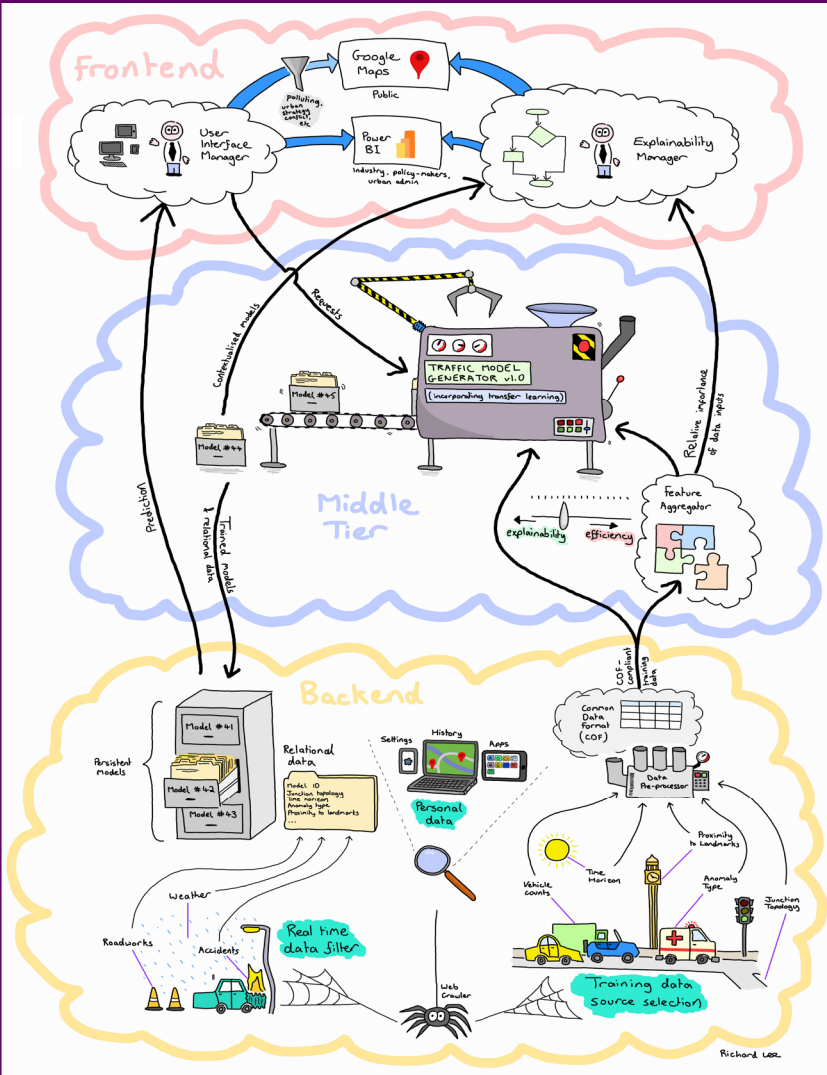 Frontend
Google
Maps
Public
polluting,
urban
strategy
conflict,
etc
User
Interface
Manager
Power
BI
Industry, policy-makers,
urban admin
Explainability
Manager
Contextualised models
Requests
TRAFFIC MODEL
GENERATOR v1.0
(incorporating transfer learning)
Model #45
Model #44
Relative importance
of data inputs
Prediction
Trained models
& relational data
Middle
Tier
explainability
efficiency
Feature
Aggregator
CDF-
compliant
training
data
Backend
Common
Data
Format
(CDF)
Data
Pre-processor
Persistent
models
Model #41
Model #42
Model #43
Relational
data
Model ID
Junction topology
Time horizon
Anomaly type
Proximity to landmarks
...
Settings
History
Apps
Personal
data
Weather
Roadworks
Accidents
Real time
data filter
Web
Crawler
Vehicle
counts
Time
Horizon
Proximity
to Landmarks
Anomaly
Type
Junction
Topology
Training data
source selection
Richard Lee